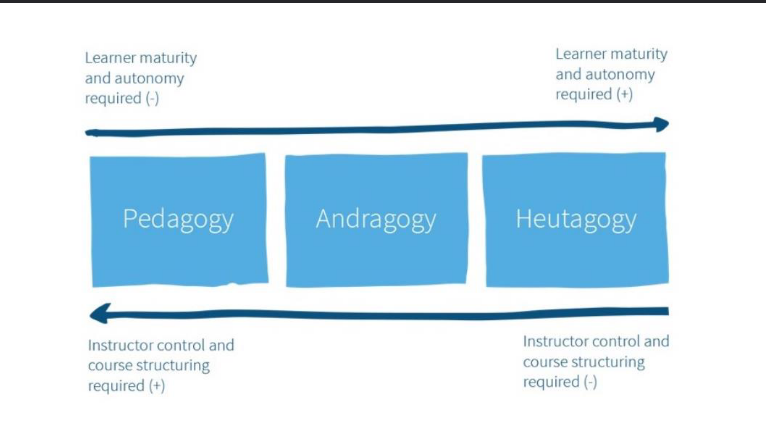 Learner maturity
and autonomy
required (-)
Learner maturity
and autonomy
required (+)
Pedagogy
Andragogy
Heutagogy
Instructor control and
course structuring
required (+)
Instructor control and
course structuring
required (-)